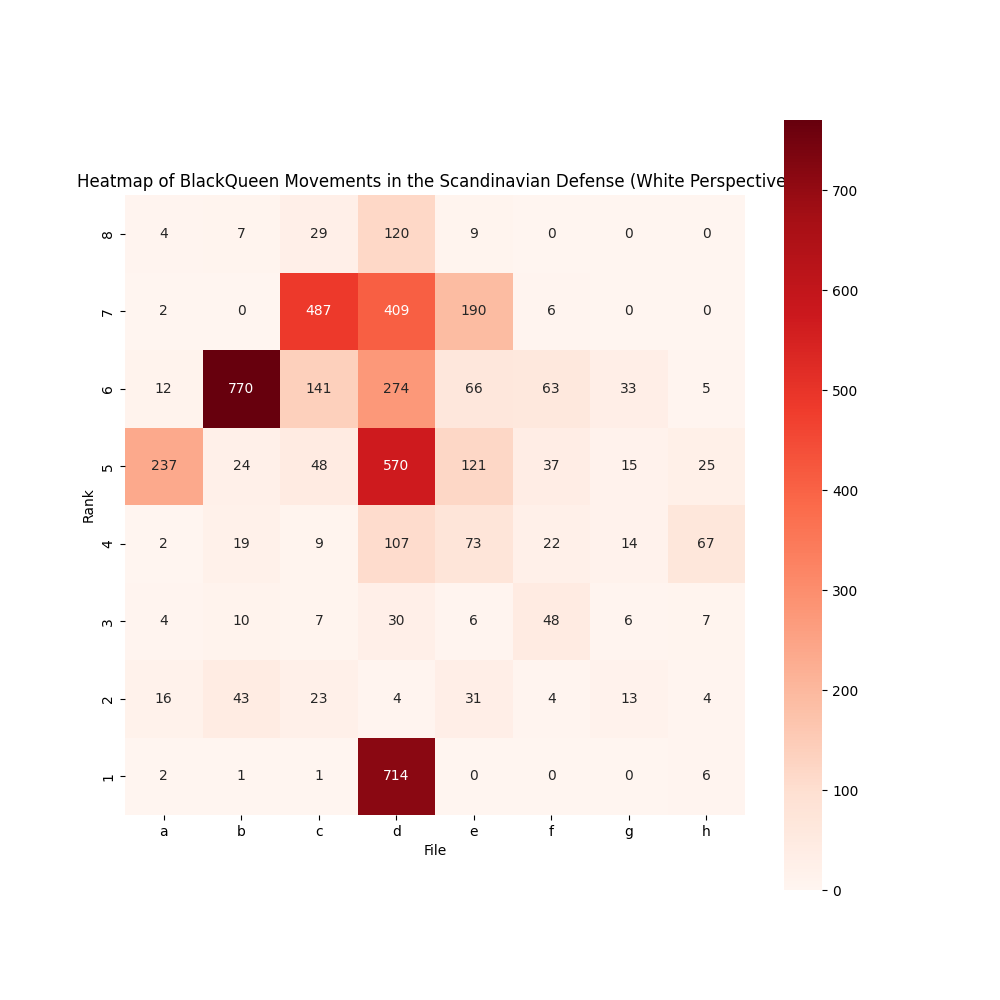 Heatmap of BlackQueen Movements in the Scandinavian Defense (White Perspective
700
600
500
400
300
200
100
0
Rank
8 4 7 29 120 9 0 0 0
7 2 0 487 409 190 6 0 0
6 12 770 141 274 66 63 33 5
5 237 24 48 570 121 37 15 25
4 2 19 9 107 73 22 14 67
3 4 10 7 30 6 48 6 7
2 16 43 23 4 31 4 13 4
1 2 1 1 714 0 0 0 6
a b c d e f g h
File